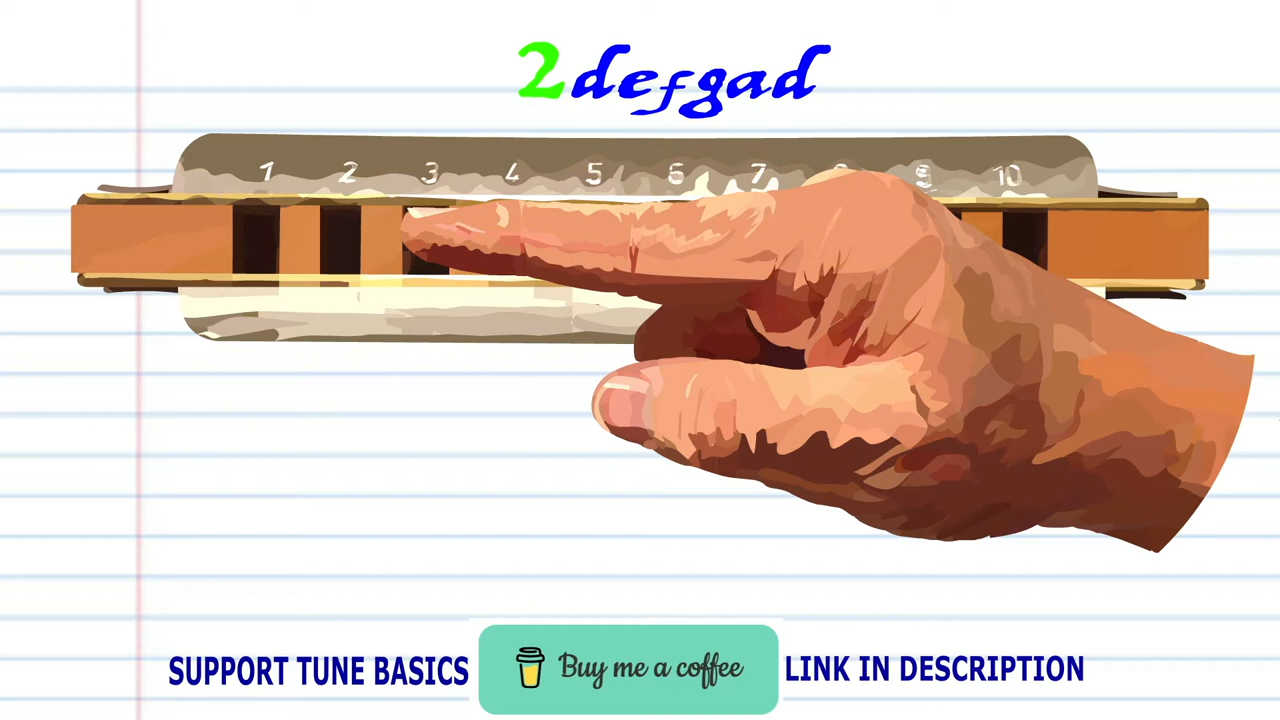 2defgad
1 2 3 4 5 6 7 8 9 10
SUPPORT TUNE BASICS Buy me a coffee LINK IN DESCRIPTION